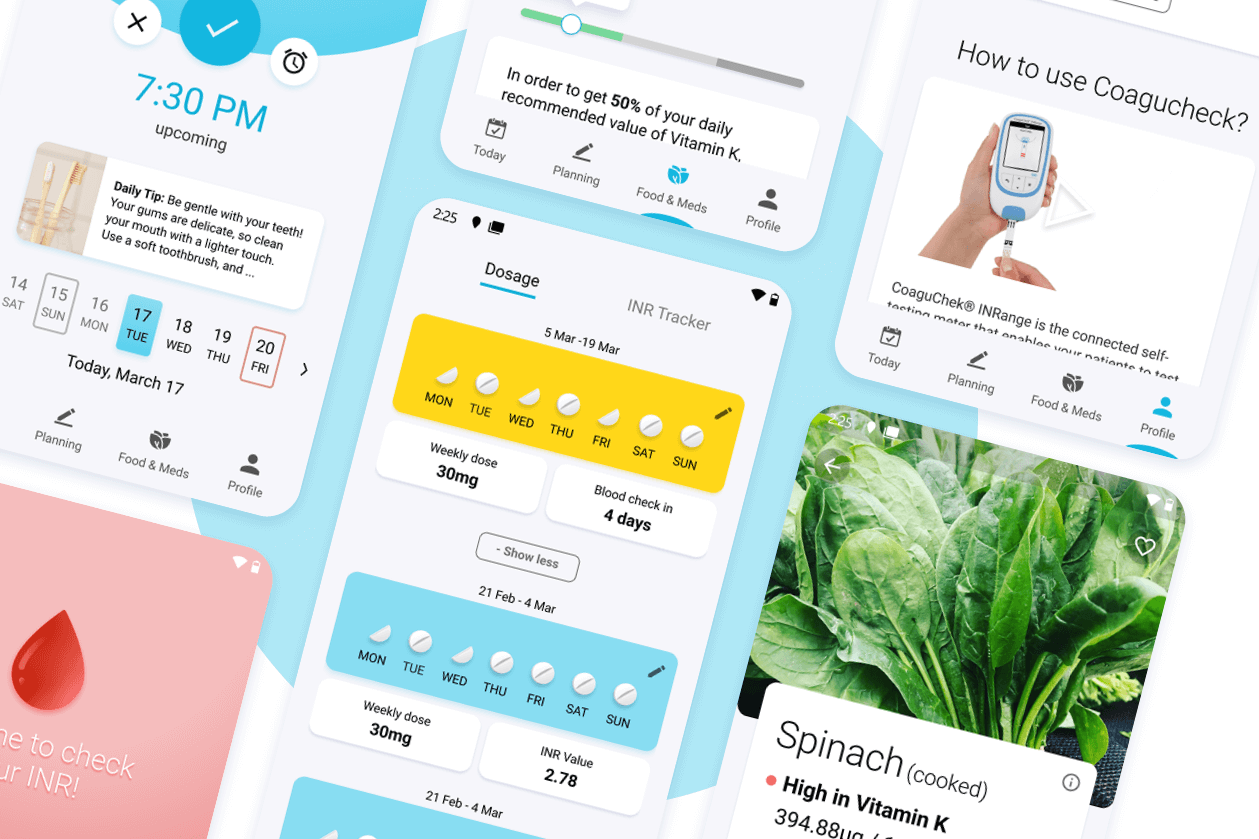 7:30 PM
upcoming
Daily Tip: Be gentle with your teeth!
Your gums are delicate, so clean
your mouth with a lighter touch.
Use a soft toothbrush, and ...
14 15 16 17 18 19 20
SAT SUN MON TUE WED THU FRI
Today, March 17
Planning Food & Meds Profile
In order to get 50% of your daily
recommended value of Vitamin K,
Today Planning Food & Meds Profile
How to use Coagucheck?
CoaguChek® INRange is the connected self-
testing meter that enables your patients to test
Today Planning Food & Meds Profile
2:25
Dosage INR Tracker
5 Mar -19 Mar
MON TUE WED THU FRI SAT SUN
Weekly dose
30mg
Blood check in
4 days
- Show less
21 Feb - 4 Mar
MON TUE WED THU FRI SAT SUN
Weekly dose
30mg
INR Value
2.78
21 Feb - 4 Mar
to check
INR!
2:25
Spinach (cooked)
High in Vitamin K
394.88µg /